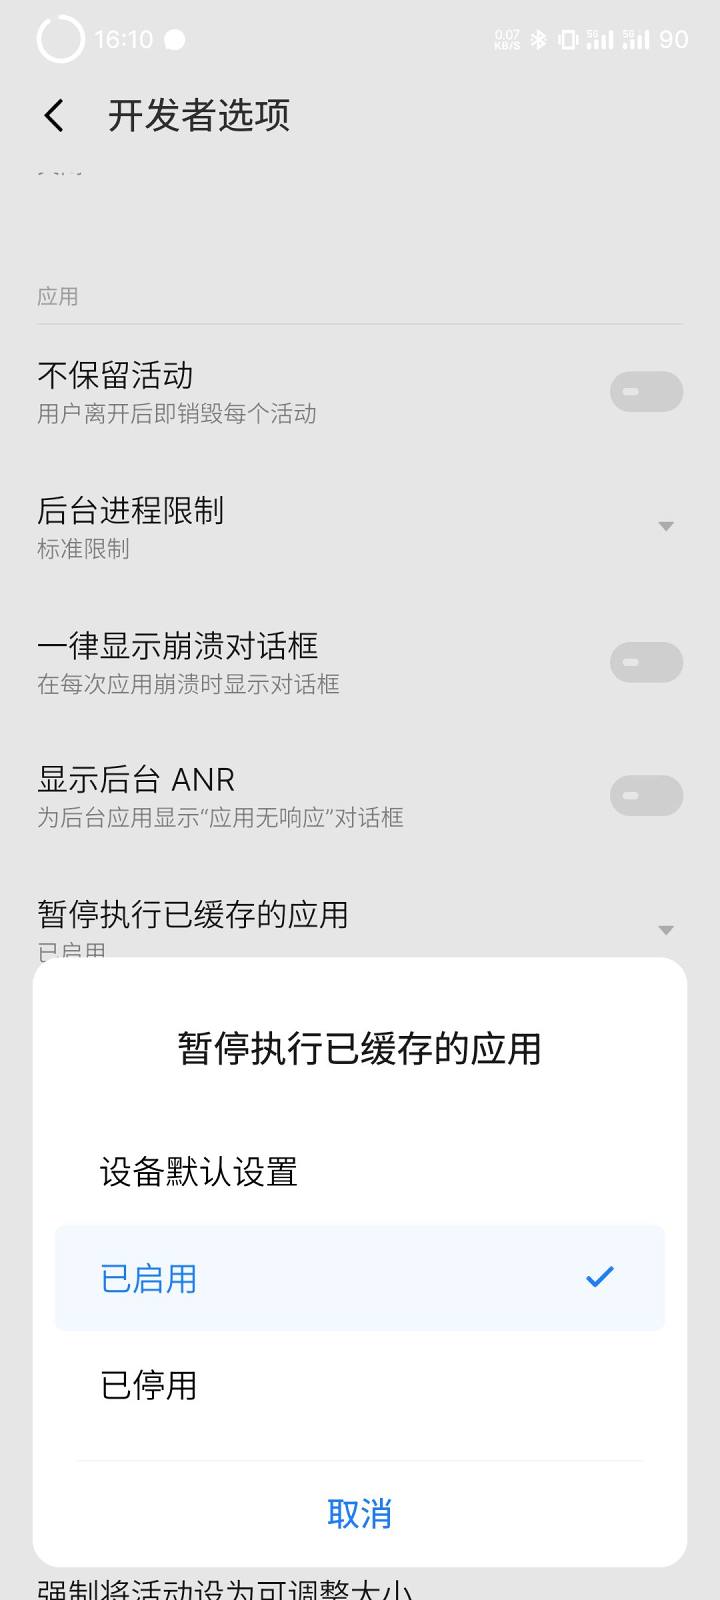 16:10
0.07
KB/S
5G
5G
90
开发者选项
应用
不保留活动
用户离开后即销毁每个活动
后台进程限制
标准限制
一律显示崩溃对话框
在每次应用崩溃时显示对话框
显示后台 ANR
为后台应用显示“应用无响应”对话框
暂停执行已缓存的应用
已启用
暂停执行已缓存的应用
设备默认设置
已启用
已停用
取消
强制将活动设为可调整大小